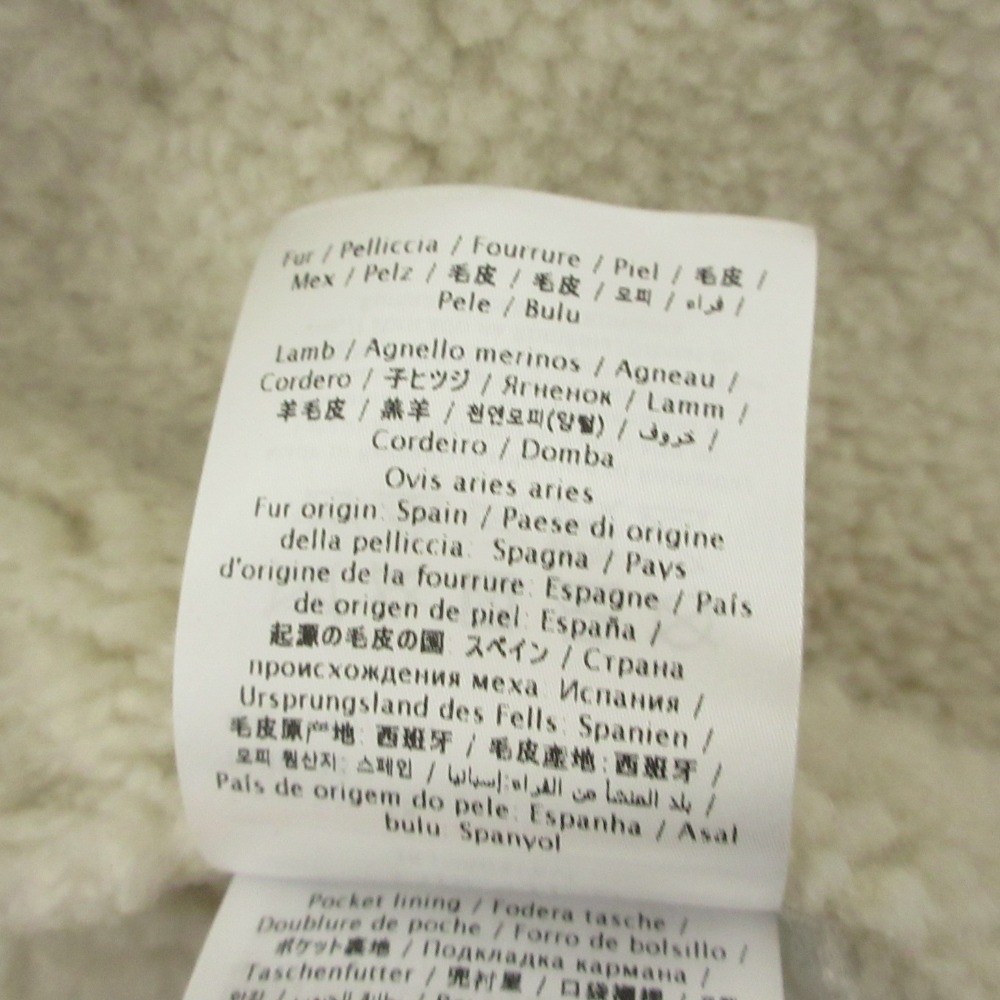 Fur / Pelliccia / Fourrure / Piel / 毛皮 /
Mex / Pelz / 毛皮 / 毛皮 / 모피 / فراء /
Pele / Bulu
Lamb / Agnello merinos / Agneau /
Cordero / 子ヒツジ / Ягненок / Lamm /
羊毛皮 / 羔羊 / 천연모피(양털) / خروف /
Cordeiro / Domba
Ovis aries aries
Fur origin: Spain / Paese di origine
della pelliccia: Spagna / Pays
d'origine de la fourrure: Espagne / País
de origen de piel: España /
起源の毛皮の國: スペイン / Страна
происхождения меха Испания /
Ursprungsland des Fells: Spanien /
毛皮原产地: 西班牙 / 毛皮產地: 西班牙 /
모피 원산지: 스페인 / بلد المنشأ من الفراء: إسبانيا /
País de origem do pele: Espanha / Asal
bulu: Spanyol
Pocket lining / Fodera tasche /
Doublure de poche / Forro de bolsillo /
ポケット裏地 / Подкладка кармана /
Taschenfutter / 兜衬里 / 口袋裡